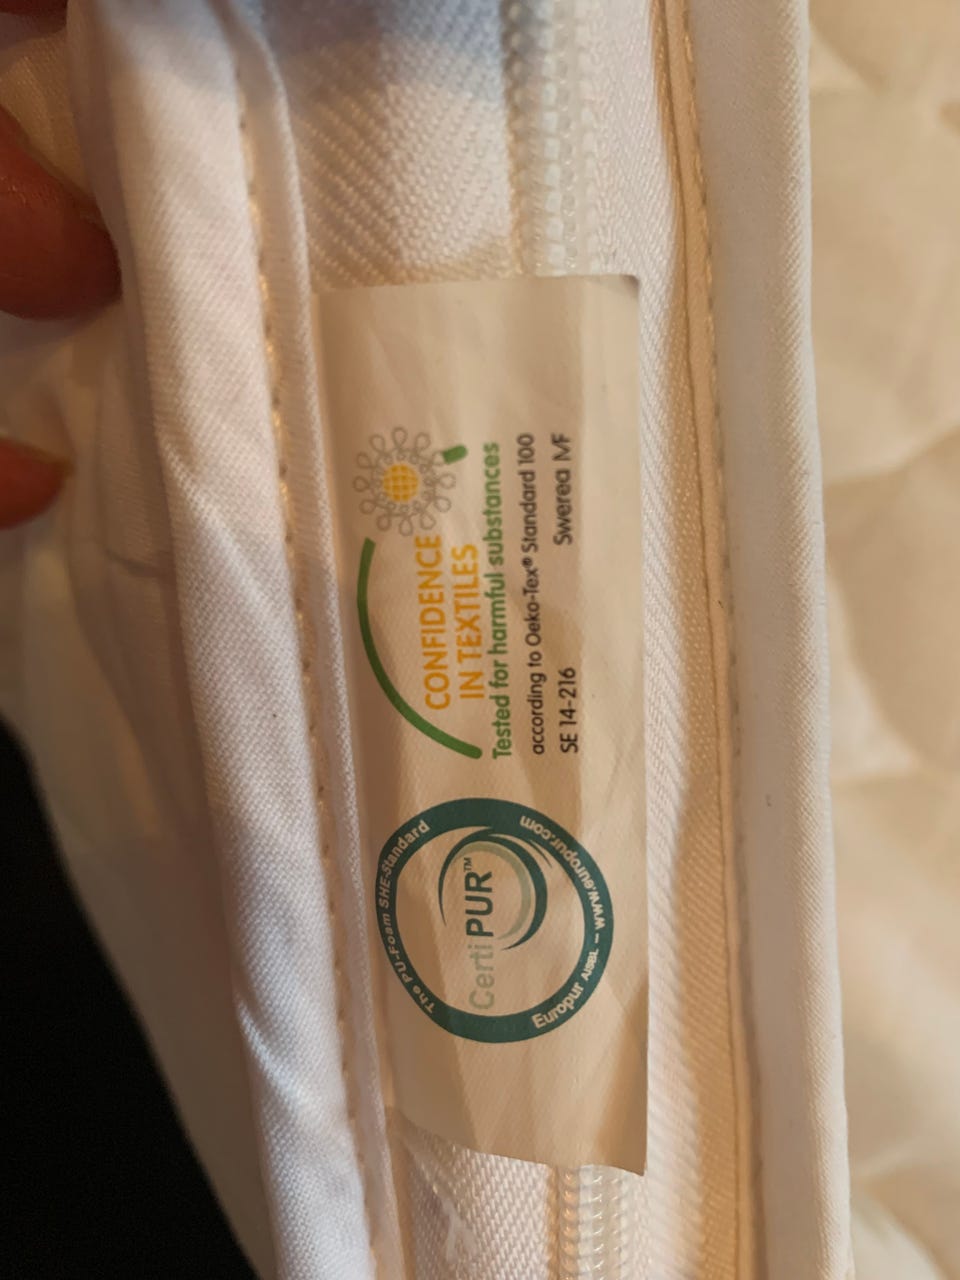 The PU-Foam SHE-Standard
CertiPUR™
Europur AISBL – www.europur.com
CONFIDENCE
IN TEXTILES
Tested for harmful substances
according to Oeko-Tex® Standard 100
SE 14-216 Swerea IVF